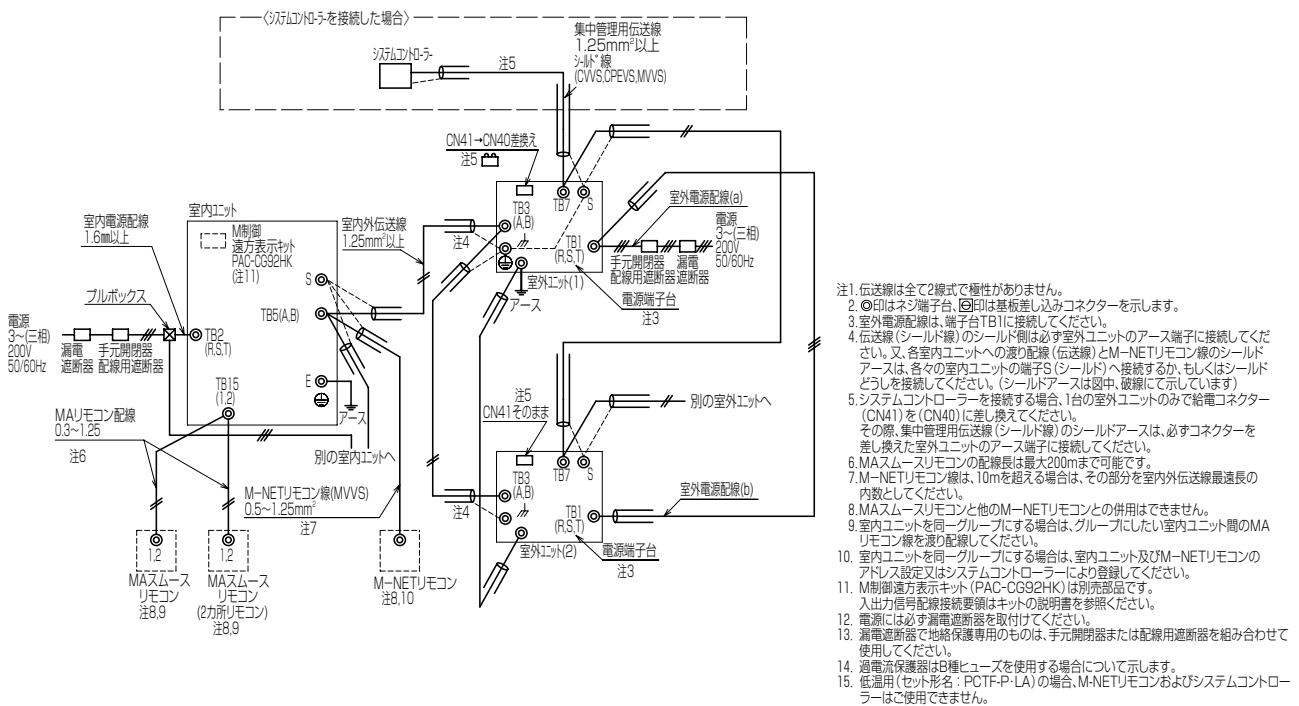 〈システムコントローラーを接続した場合〉
システムコントローラー
注5
集中管理用伝送線
1.25mm²以上
シールド線
(CVVS,CPEVS,MVVS)
CN41→CN40差換え
注5
TB3
(A,B)
TB7
S
TB1
(R,S,T)
室外ユニット(1)
アース
電源端子台
注3
室外電源配線(a)
電源
3~(三相)
200V
50/60Hz
手元開閉器
配線用遮断器
漏電
遮断器
室内外伝送線
1.25mm²以上
注4
室内ユニット
M制御
遠方表示キット
PAC-CG92HK
(注11)
S
TB5(A,B)
TB2
(R,S,T)
TB15
(1,2)
E
アース
室内電源配線
1.6mm以上
プルボックス
電源
3~(三相)
200V
50/60Hz
漏電
遮断器
手元開閉器
配線用遮断器
MAリモコン配線
0.3~1.25
注6
別の室内ユニットへ
M-NETリモコン線(MVVS)
0.5~1.25mm²
注7
1,2
MAスムース
リモコン
注8,9
1,2
MAスムース
リモコン
(2カ所リモコン)
注8,9
M-NETリモコン
注8,10
注5
CN41そのまま
TB3
(A,B)
TB7
S
TB1
(R,S,T)
注4
室外ユニット(2)
電源端子台
注3
別の室外ユニットへ
室外電源配線(b)
注1.伝送線は全て2線式で極性がありません。
2.◎印はネジ端子台、回印は基板差し込みコネクターを示します。
3.室外電源配線は、端子台TB1に接続してください。
4.伝送線(シールド線)のシールド側は必ず室外ユニットのアース端子に接続してくだ
さい。又、各室内ユニットへの渡り配線(伝送線)とM-NETリモコン線のシールド
アースは、各々の室内ユニットの端子S(シールド)へ接続するか、もしくはシールド
どうしを接続してください。(シールドアースは図中、破線にて示しています)
5.システムコントローラーを接続する場合、1台の室外ユニットのみで給電コネクター
(CN41)を(CN40)に差し換えてください。
その際、集中管理用伝送線(シールド線)のシールドアースは、必ずコネクターを
差し換えた室外ユニットのアース端子に接続してください。
6.MAスムースリモコンの配線長は最大200mまで可能です。
7.M-NETリモコン線は、10mを超える場合は、その部分を室内外伝送線最遠長の
内数としてください。
8.MAスムースリモコンと他のM-NETリモコンとの併用はできません。
9.室内ユニットを同一グループにする場合は、グループにしたい室内ユニット間のMA
リモコン線を渡り配線してください。
10. 室内ユニットを同一グループにする場合は、室内ユニット及びM-NETリモコンの
アドレス設定又はシステムコントローラーにより登録してください。
11. M制御遠方表示キット(PAC-CG92HK)は別売部品です。
入出力信号配線接続要領はキットの説明書を参照ください。
12. 電源には必ず漏電遮断器を取付けてください。
13. 漏電遮断器で地絡保護専用のものは、手元開閉器または配線用遮断器を組み合わせて
使用してください。
14. 過電流保護器はB種ヒューズを使用する場合について示します。
15. 低温用(セット形名:PCTF-P・LA)の場合、M-NETリモコンおよびシステムコントロー
ラーはご使用できません。